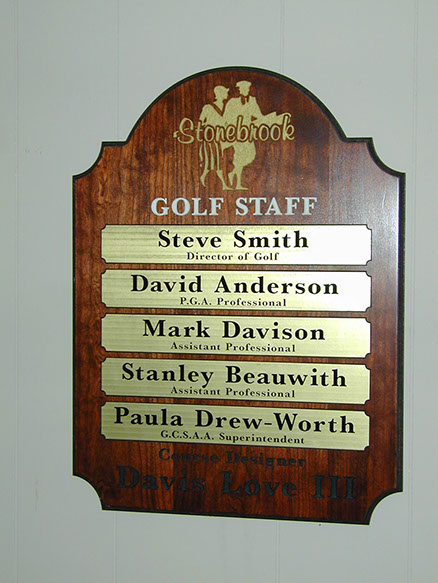 Stonebrook
GOLF STAFF
Steve Smith
Director of Golf
David Anderson
P.G.A. Professional
Mark Davison
Assistant Professional
Stanley Beauwith
Assistant Professional
Paula Drew-Worth
G.C.S.A.A. Superintendent
Course Designer
Davis Love III